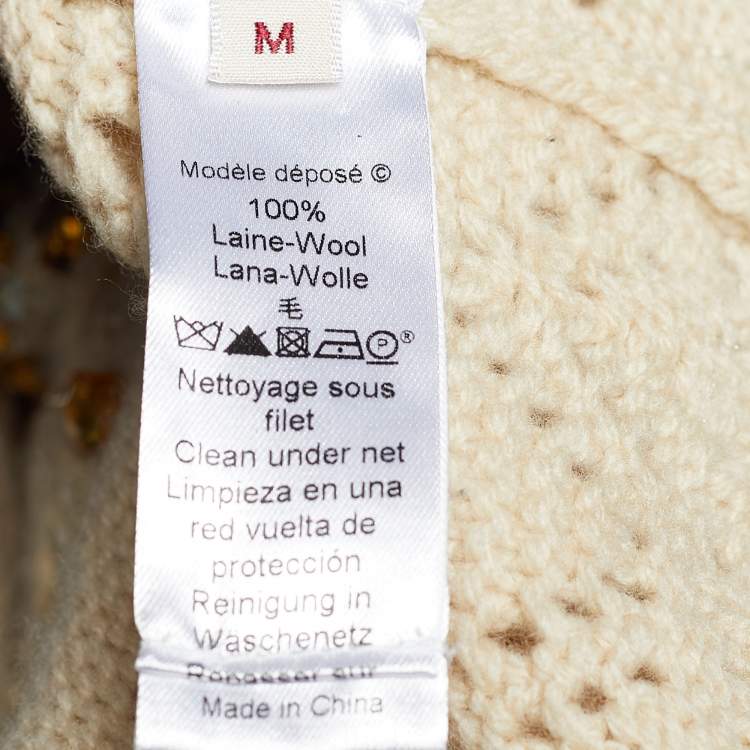 M
Modèle déposé ©
100%
Laine-Wool
Lana-Wolle
毛
P ®
Nettoyage sous
filet
Clean under net
Limpieza en una
red vuelta de
protección
Reinigung in
Wäschenetz
Made in China